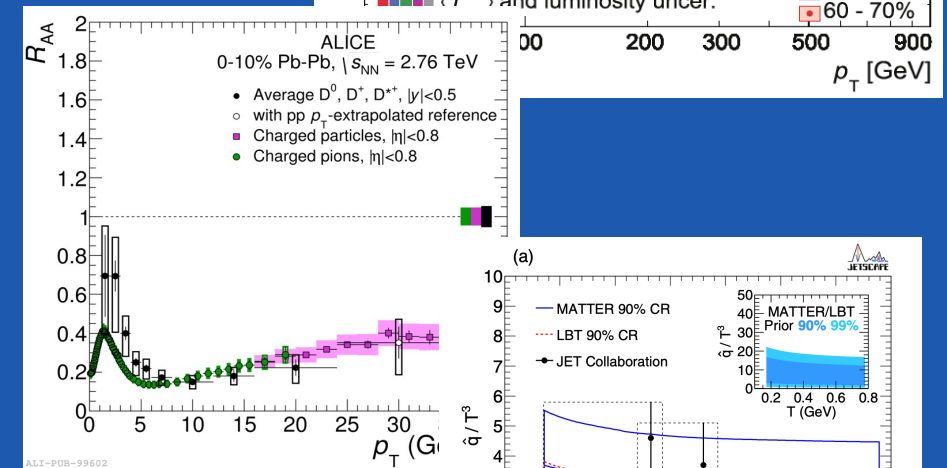 and luminosity uncer.
60 - 70%
00 200 300 500 900
p_T [GeV]
R_AA
2
1.8
1.6
1.4
1.2
1
0.8
0.6
0.4
0.2
0
ALICE
0-10% Pb-Pb, √s_NN = 2.76 TeV
Average D⁰, D⁺, D*⁺, |y|<0.5
with pp p_T-extrapolated reference
Charged particles, |η|<0.8
Charged pions, |η|<0.8
0 5 10 15 20 25 30
p_T (G
ALI-PUB-99602
(a)
JETSCAPE
10
9
8
7
6
5
4
q̂ / T³
MATTER 90% CR
LBT 90% CR
JET Collaboration
50
40
30
20
10
0
q̂ / T³
MATTER/LBT
Prior 90% 99%
0.2 0.4 0.6 0.8
T (GeV)